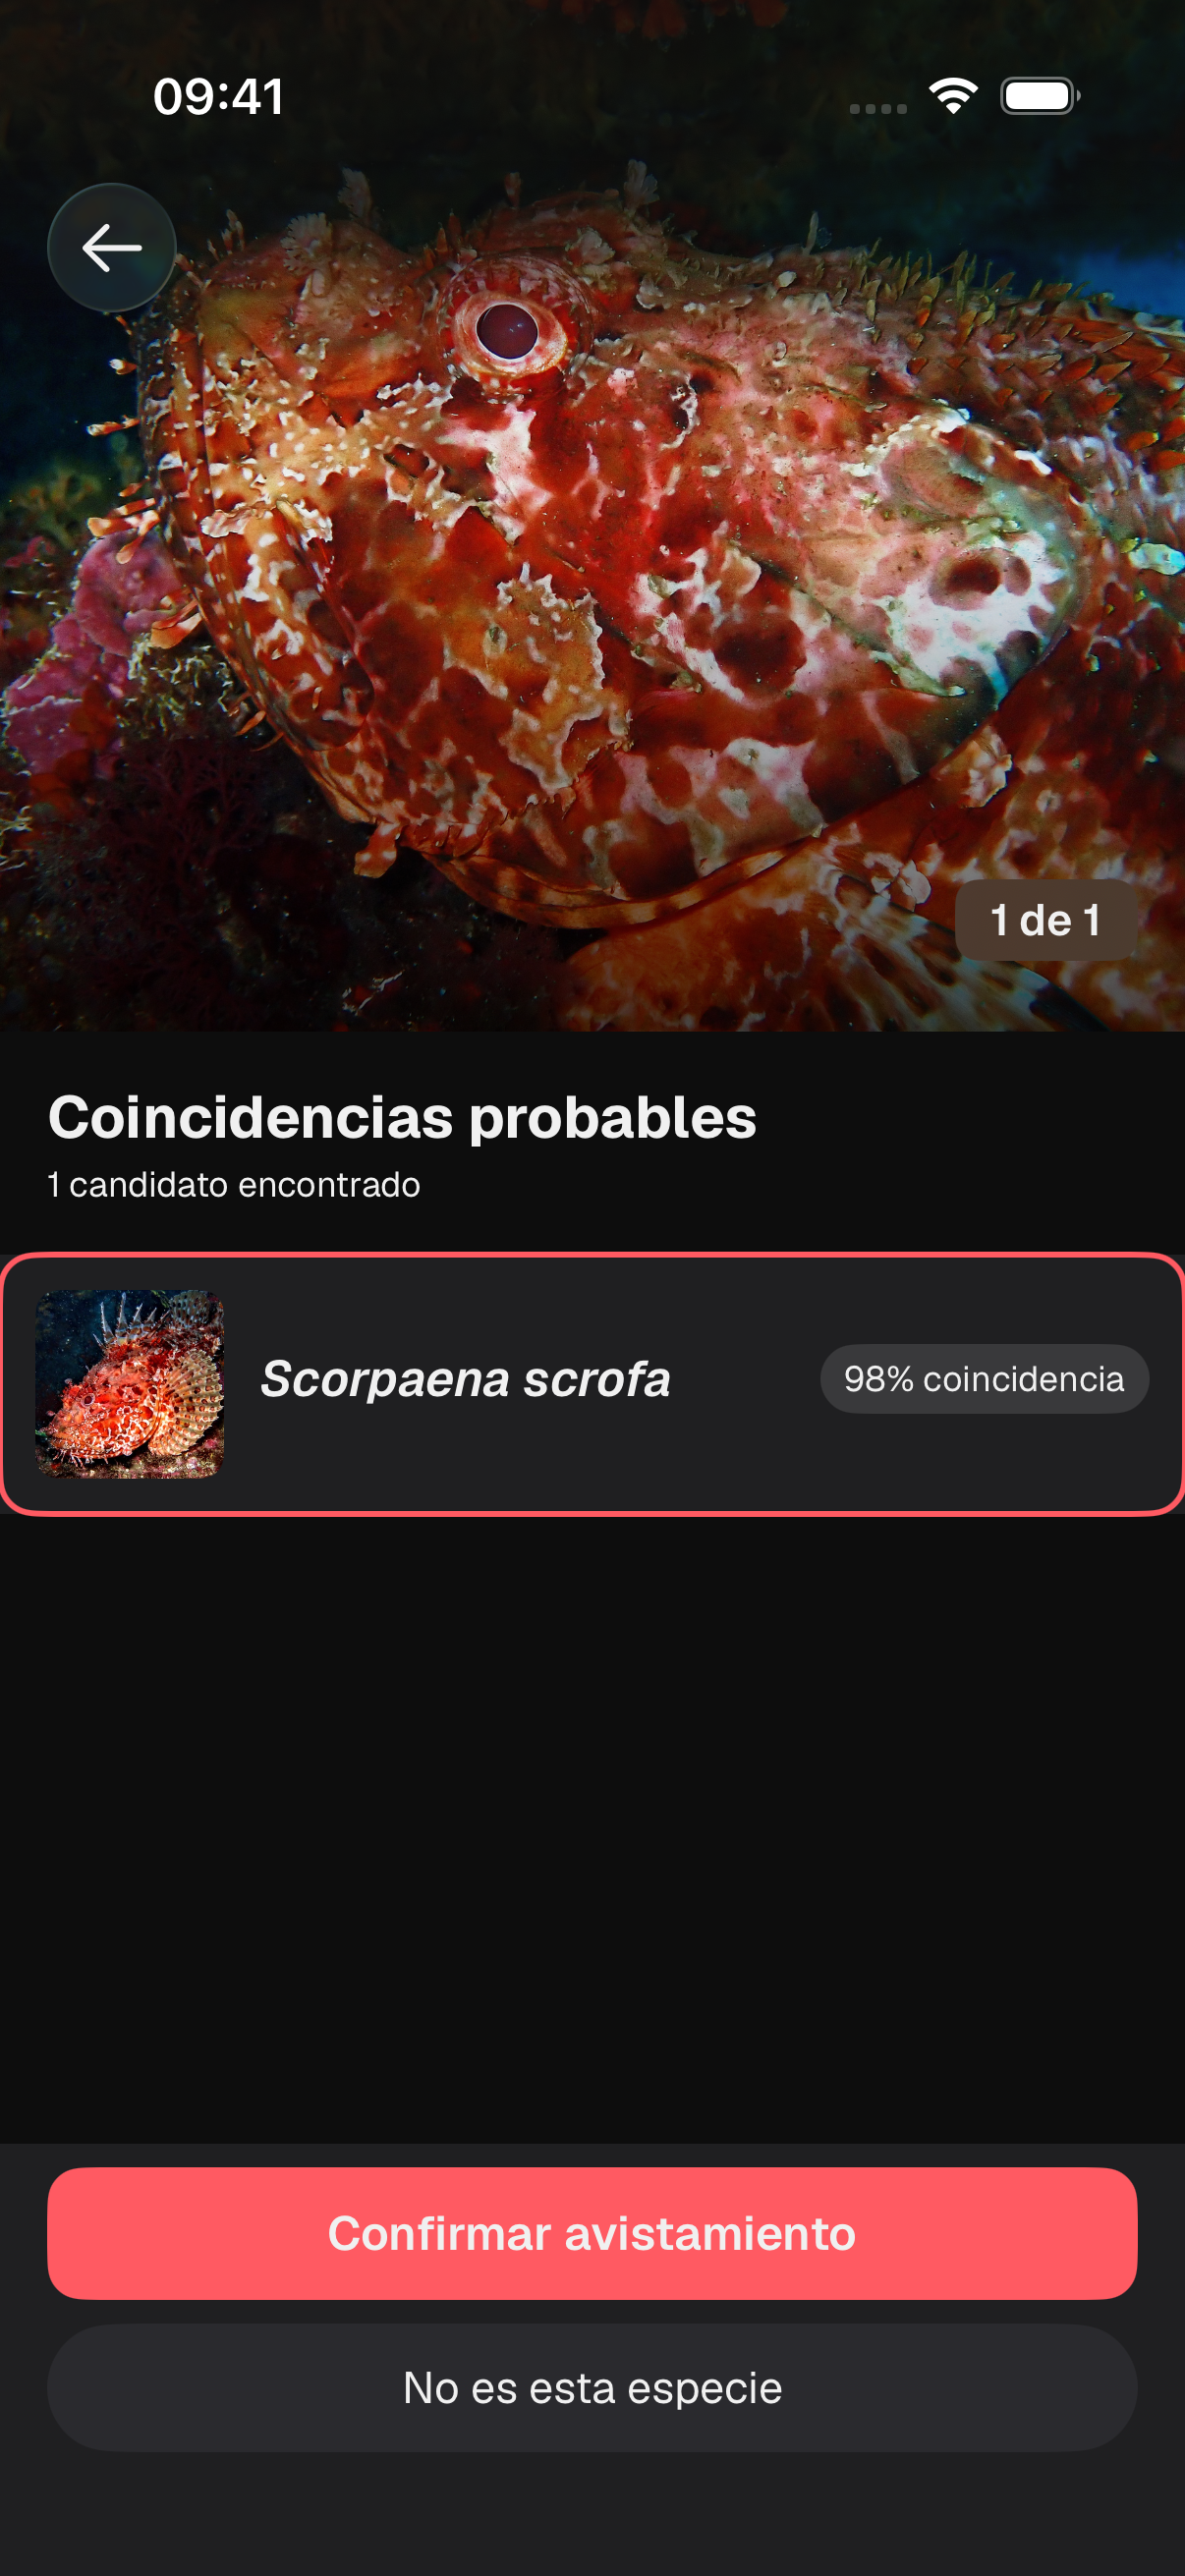 09:41
1 de 1
Coincidencias probables
1 candidato encontrado
Scorpaena scrofa
98% coincidencia
Confirmar avistamiento
No es esta especie